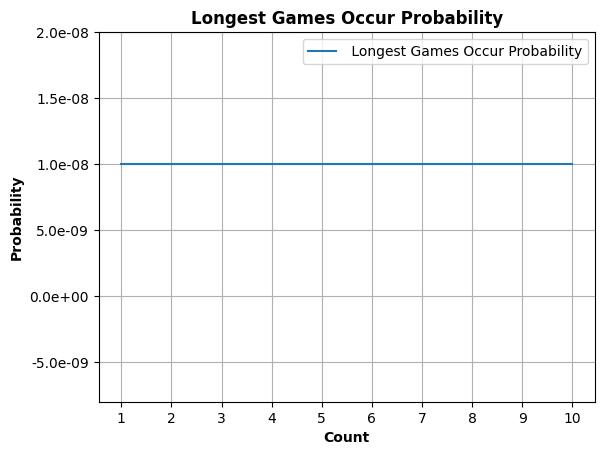 Longest Games Occur Probability
Longest Games Occur Probability
2.0e-08
1.5e-08
1.0e-08
5.0e-09
0.0e+00
-5.0e-09
Probability
1 2 3 4 5 6 7 8 9 10
Count